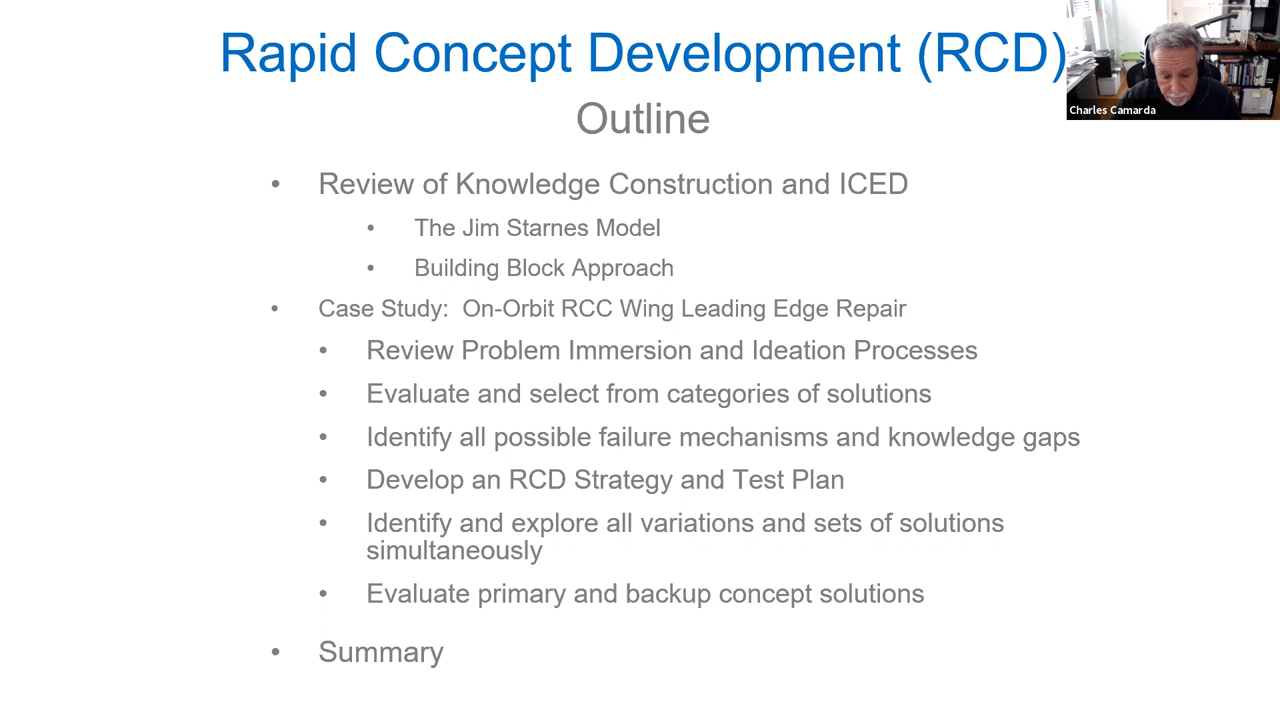 Rapid Concept Development (RCD)
Charles Camarda
Outline
• Review of Knowledge Construction and ICED
• The Jim Starnes Model
• Building Block Approach
• Case Study: On-Orbit RCC Wing Leading Edge Repair
• Review Problem Immersion and Ideation Processes
• Evaluate and select from categories of solutions
• Identify all possible failure mechanisms and knowledge gaps
• Develop an RCD Strategy and Test Plan
• Identify and explore all variations and sets of solutions
simultaneously
• Evaluate primary and backup concept solutions
• Summary